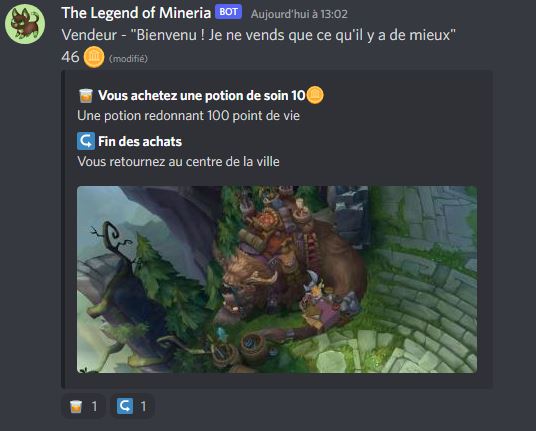 The Legend of Mineria BOT Aujourd'hui à 13:02
Vendeur - "Bienvenu ! Je ne vends que ce qu'il y a de mieux"
46 (modifié)
Vous achetez une potion de soin 10
Une potion redonnant 100 point de vie
Fin des achats
Vous retournez au centre de la ville
1 1